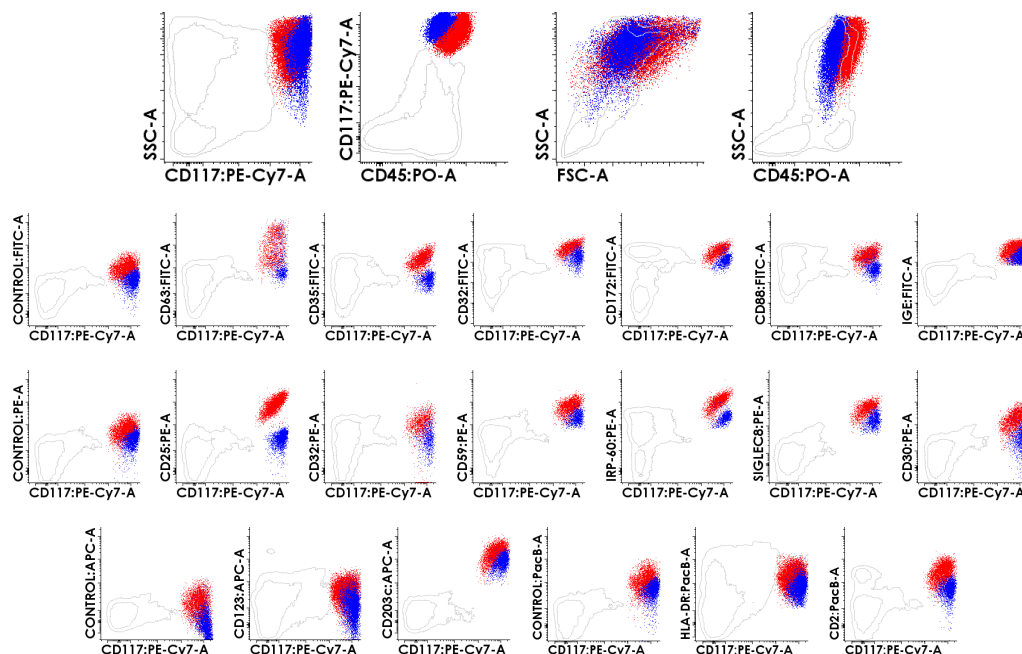 SSC-A
CD117:PE-Cy7-A
CD117:PE-Cy7-A
CD45:PO-A
SSC-A
FSC-A
SSC-A
CD45:PO-A
CONTROL:FITC-A
CD117:PE-Cy7-A
CD63:FITC-A
CD117:PE-Cy7-A
CD35:FITC-A
CD117:PE-Cy7-A
CD32:FITC-A
CD117:PE-Cy7-A
CD172:FITC-A
CD117:PE-Cy7-A
CD88:FITC-A
CD117:PE-Cy7-A
IGE:FITC-A
CD117:PE-Cy7-A
CONTROL:PE-A
CD117:PE-Cy7-A
CD25:PE-A
CD117:PE-Cy7-A
CD32:PE-A
CD117:PE-Cy7-A
CD59:PE-A
CD117:PE-Cy7-A
IRP-60:PE-A
CD117:PE-Cy7-A
SIGLEC8:PE-A
CD117:PE-Cy7-A
CD30:PE-A
CD117:PE-Cy7-A
CONTROL:APC-A
CD117:PE-Cy7-A
CD123:APC-A
CD117:PE-Cy7-A
CD203c:APC-A
CD117:PE-Cy7-A
CONTROL:PacB-A
CD117:PE-Cy7-A
HLA-DR:PacB-A
CD117:PE-Cy7-A
CD2:PacB-A
CD117:PE-Cy7-A